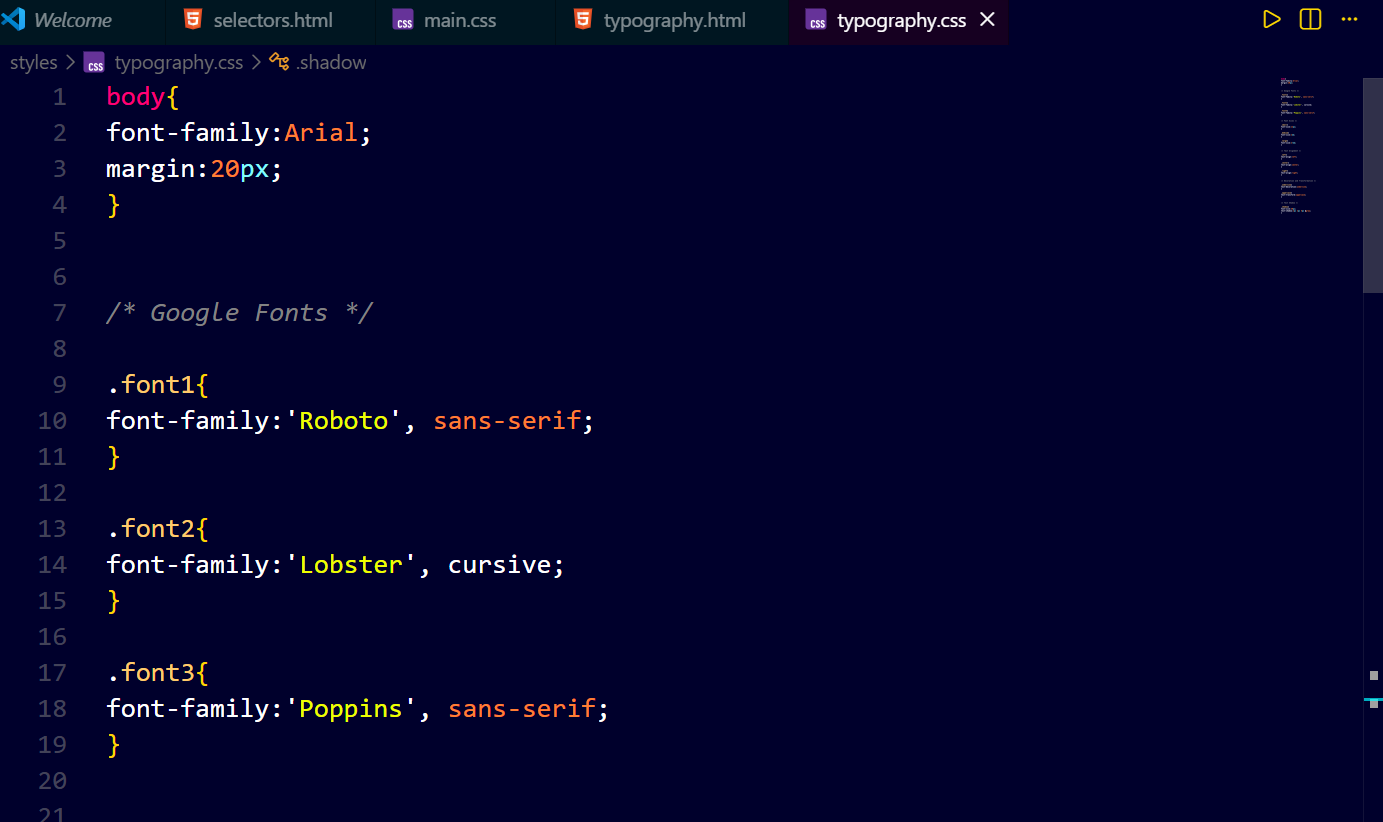 Welcome selectors.html main.css typography.html typography.css
styles > typography.css > .shadow
1 body{
2 font-family:Arial;
3 margin:20px;
4 }
5
6
7 /* Google Fonts */
8
9 .font1{
10 font-family:'Roboto', sans-serif;
11 }
12
13 .font2{
14 font-family:'Lobster', cursive;
15 }
16
17 .font3{
18 font-family:'Poppins', sans-serif;
19 }
20
21